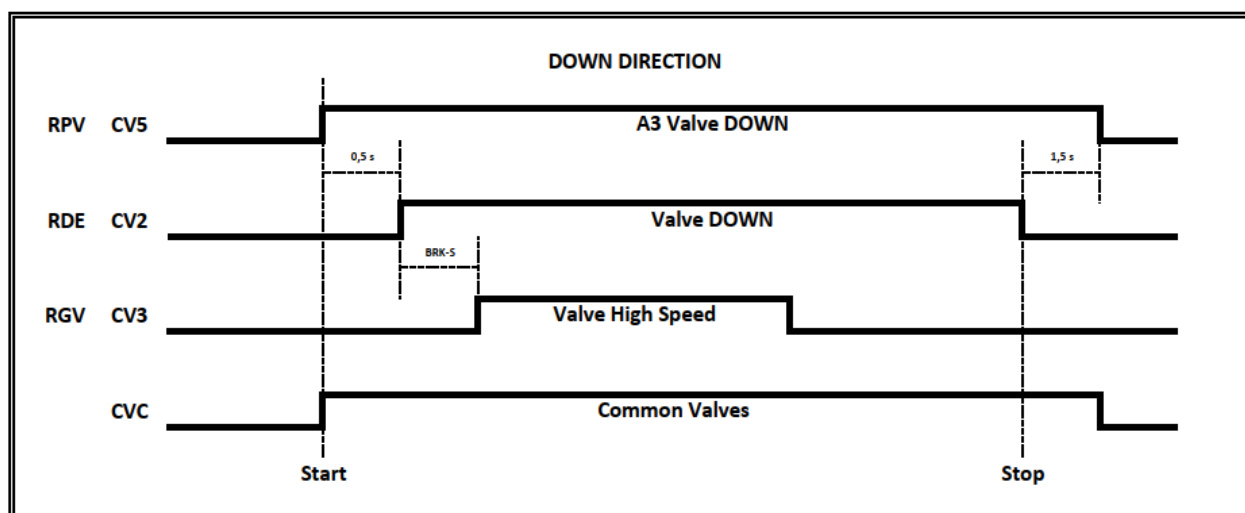 DOWN DIRECTION
RPV CV5 A3 Valve DOWN
0,5 s 1,5 s
RDE CV2 Valve DOWN
BRK-S
RGV CV3 Valve High Speed
CVC Common Valves
Start Stop